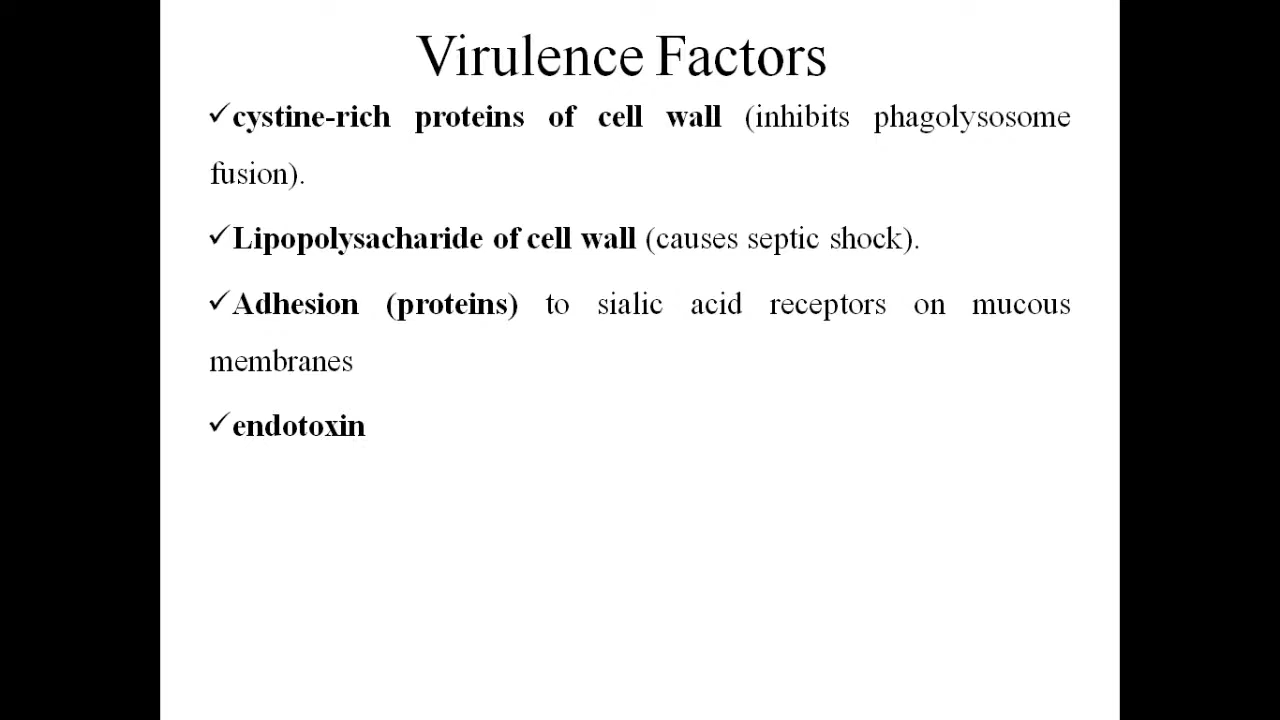 Virulence Factors
✓cystine-rich proteins of cell wall (inhibits phagolysosome
fusion).
✓Lipopolysacharide of cell wall (causes septic shock).
✓Adhesion (proteins) to sialic acid receptors on mucous
membranes
✓endotoxin